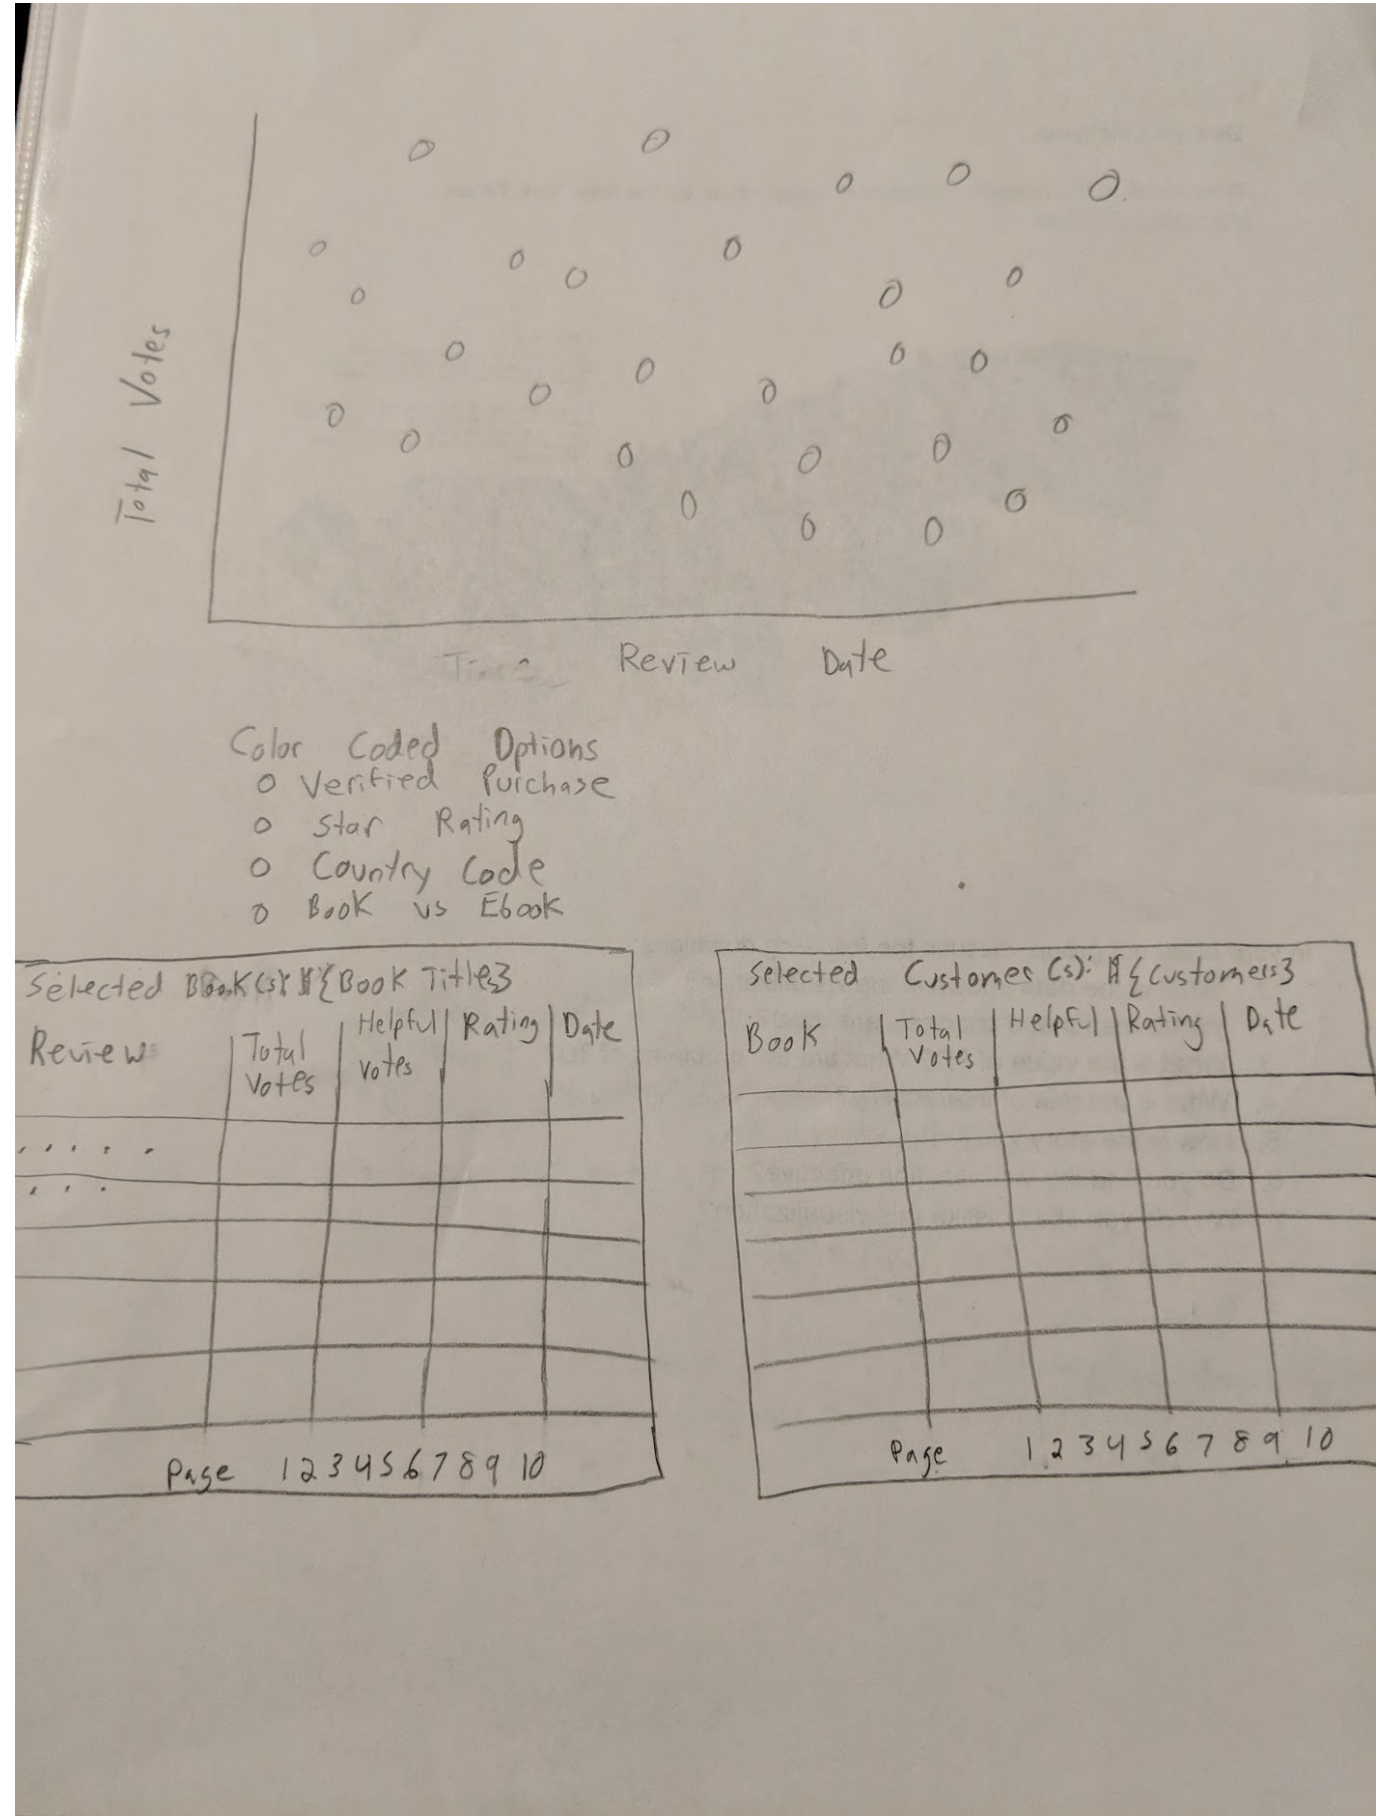 Total Votes
Review Date
Color Coded Options
Verified Purchase
Star Rating
Country Code
Book vs Ebook
Selected Book(s): ${Book Title}
Review Total Votes Helpful Votes Rating Date
Page 1 2 3 4 5 6 7 8 9 10
Selected Customer(s): ${Customers}
Book Total Votes Helpful Rating Date
Page 1 2 3 4 5 6 7 8 9 10